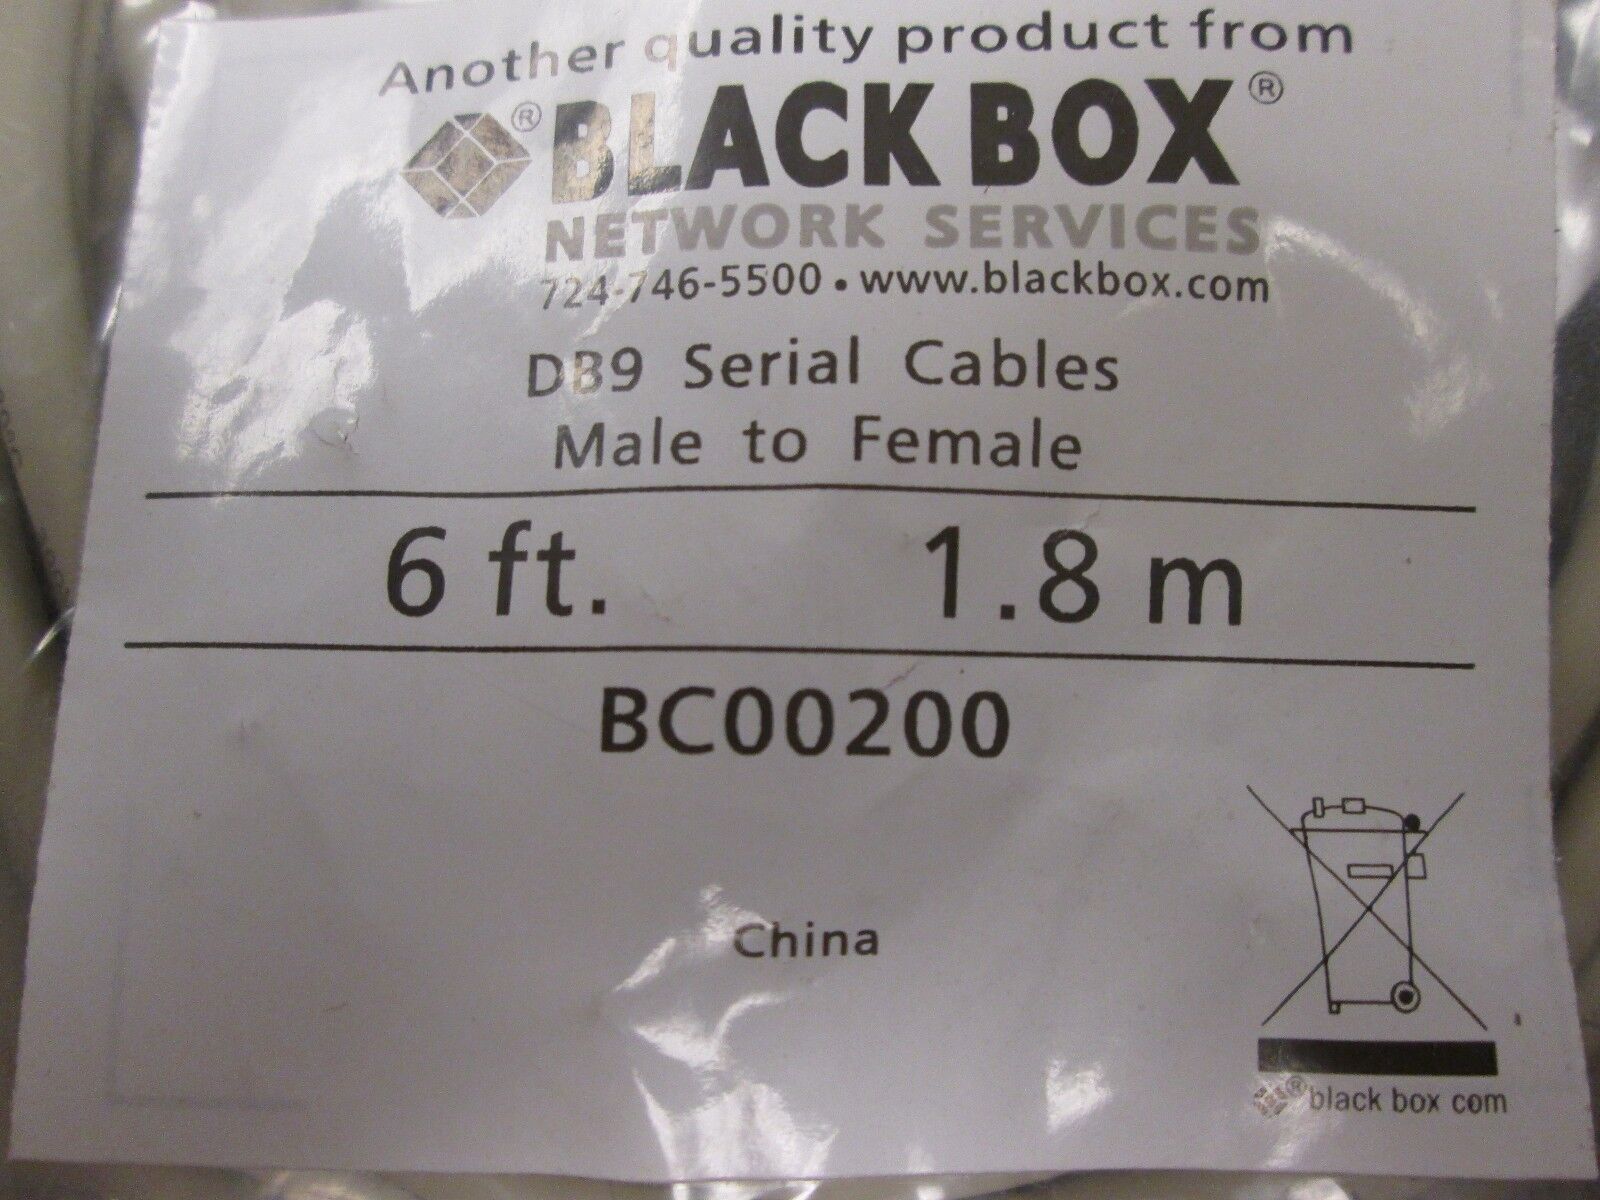 Another quality product from
® BLACK BOX®
NETWORK SERVICES
724-746-5500 • www.blackbox.com
DB9 Serial Cables
Male to Female
6 ft. 1.8 m
BC00200
China
® black box com